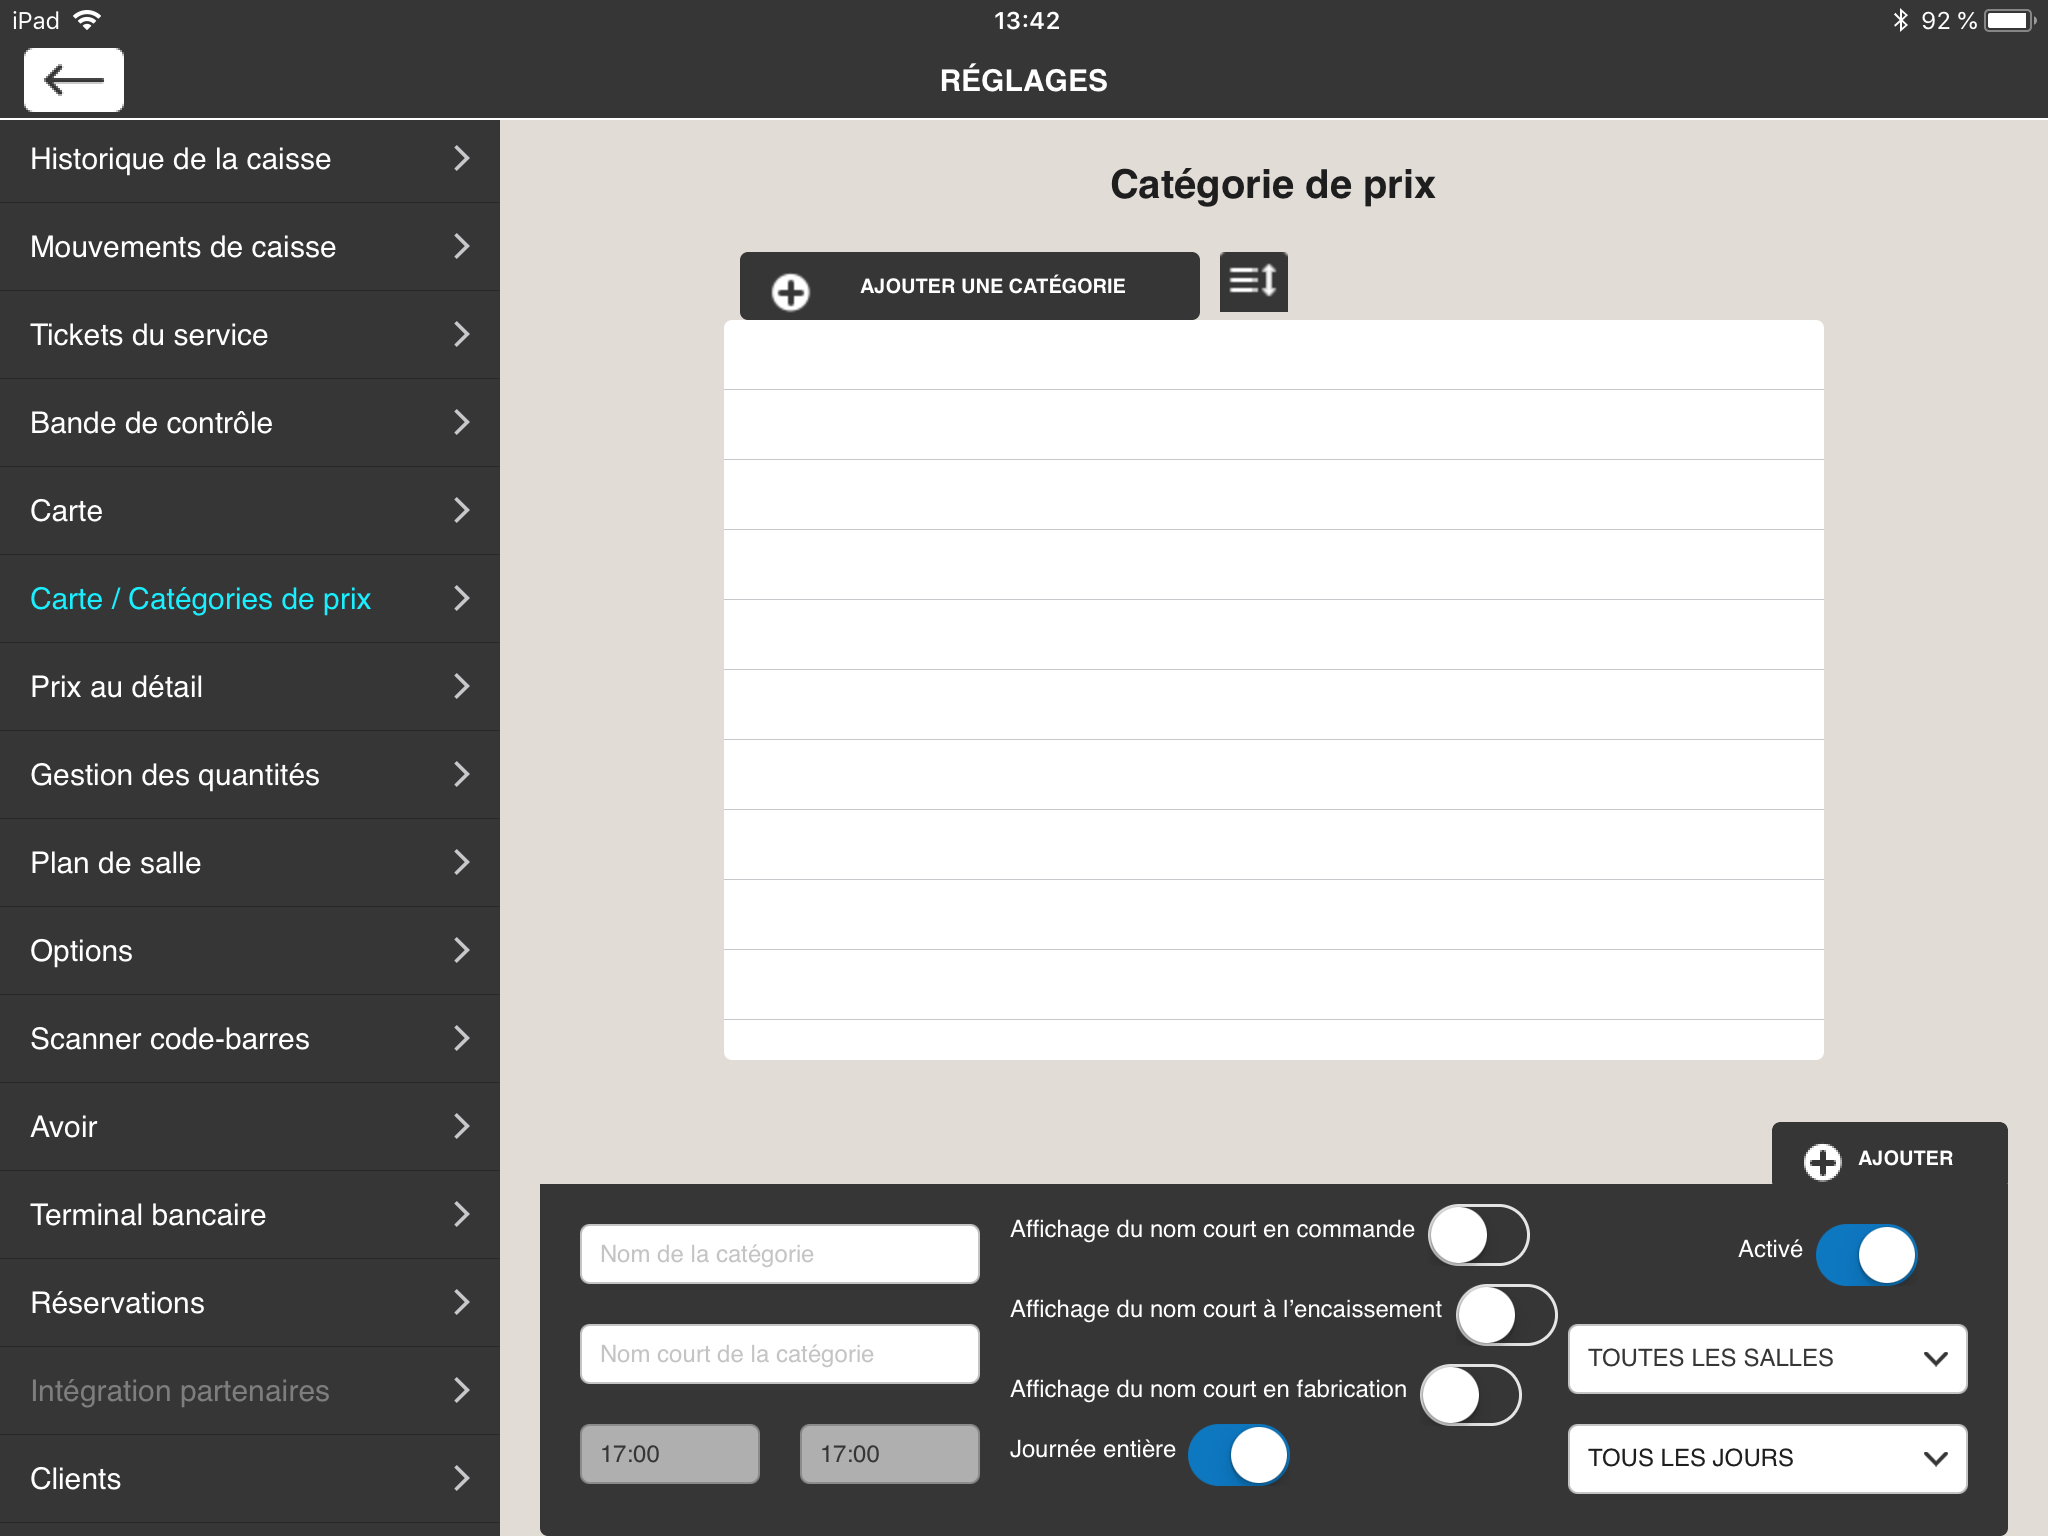 iPad
13:42
92 %
RÉGLAGES
Historique de la caisse
Mouvements de caisse
Tickets du service
Bande de contrôle
Carte
Carte / Catégories de prix
Prix au détail
Gestion des quantités
Plan de salle
Options
Scanner code-barres
Avoir
Terminal bancaire
Réservations
Intégration partenaires
Clients
Catégorie de prix
AJOUTER UNE CATÉGORIE
AJOUTER
Nom de la catégorie
Nom court de la catégorie
17:00
17:00
Affichage du nom court en commande
Affichage du nom court à l’encaissement
Affichage du nom court en fabrication
Journée entière
Activé
TOUTES LES SALLES
TOUS LES JOURS